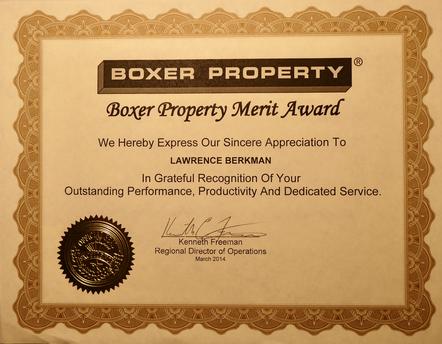 BOXER PROPERTY®
Boxer Property Merit Award
We Hereby Express Our Sincere Appreciation To
LAWRENCE BERKMAN
In Grateful Recognition Of Your
Outstanding Performance, Productivity And Dedicated Service.
Kenneth Freeman
Regional Director of Operations
March 2014